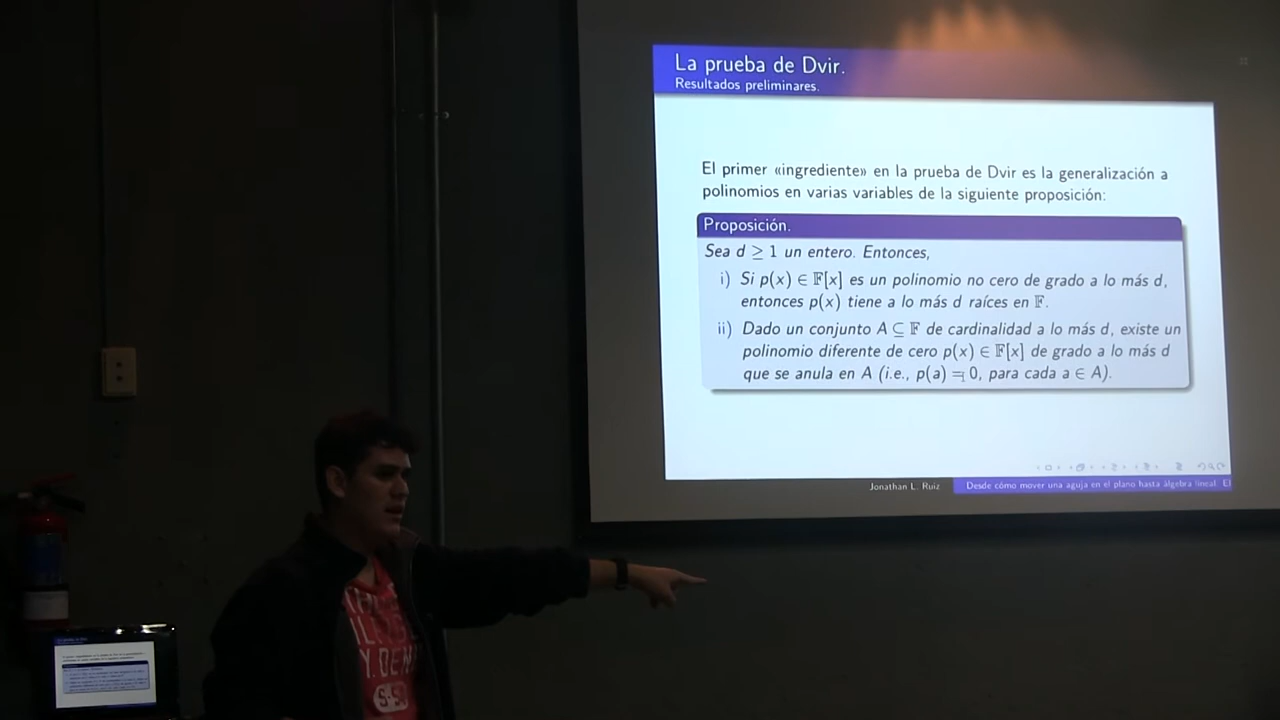 La prueba de Dvir.
Resultados preliminares.
El primer «ingrediente» en la prueba de Dvir es la generalización a
polinomios en varias variables de la siguiente proposición:
Proposición.
Sea d ≥ 1 un entero. Entonces,
i) Si p(x) ∈ 𝔽[x] es un polinomio no cero de grado a lo más d,
entonces p(x) tiene a lo más d raíces en 𝔽.
ii) Dado un conjunto A ⊆ 𝔽 de cardinalidad a lo más d, existe un
polinomio diferente de cero p(x) ∈ 𝔽[x] de grado a lo más d
que se anula en A (i.e., p(a) = 0, para cada a ∈ A).
Jonathan L. Ruiz
Desde cómo mover una aguja en el plano hasta álgebra lineal. El